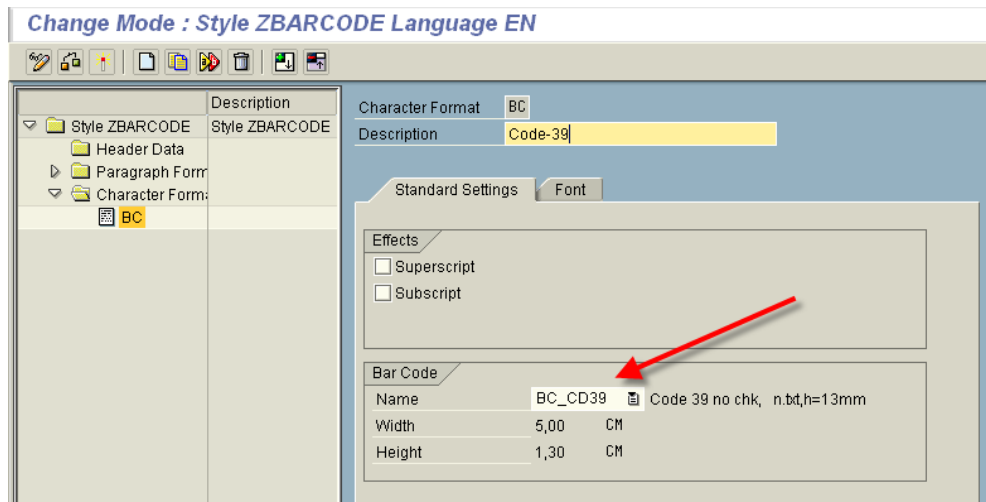 Change Mode : Style ZBARCODE Language EN
Description
Style ZBARCODE Style ZBARCODE
Header Data
Paragraph Form
Character Form
BC
Character Format BC
Description Code-39
Standard Settings Font
Effects
Superscript
Subscript
Bar Code
Name BC_CD39 Code 39 no chk, n.txt,h=13mm
Width 5,00 CM
Height 1,30 CM